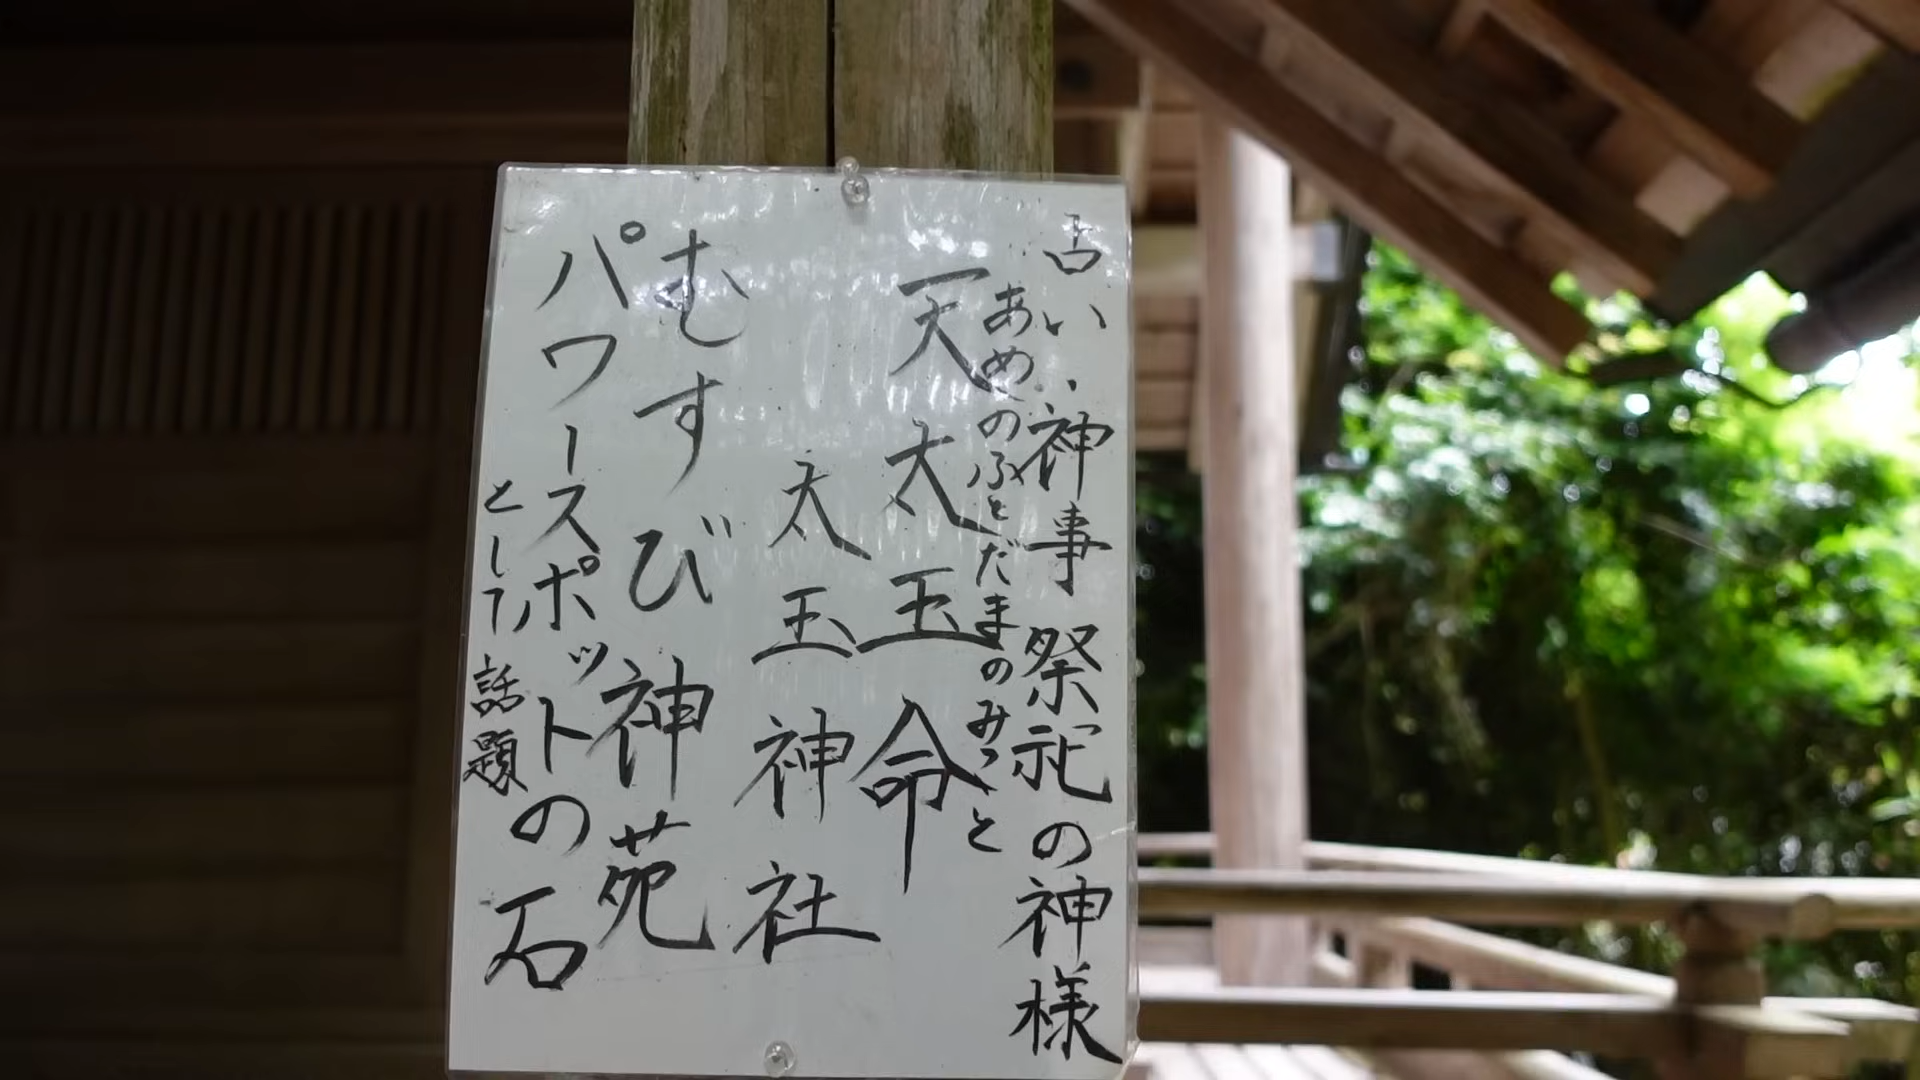 占い、神事祭祀の神様
あめのふとだまのみこと
天太玉命
太玉神社
むすび神苑
パワースポットの石
として、話題